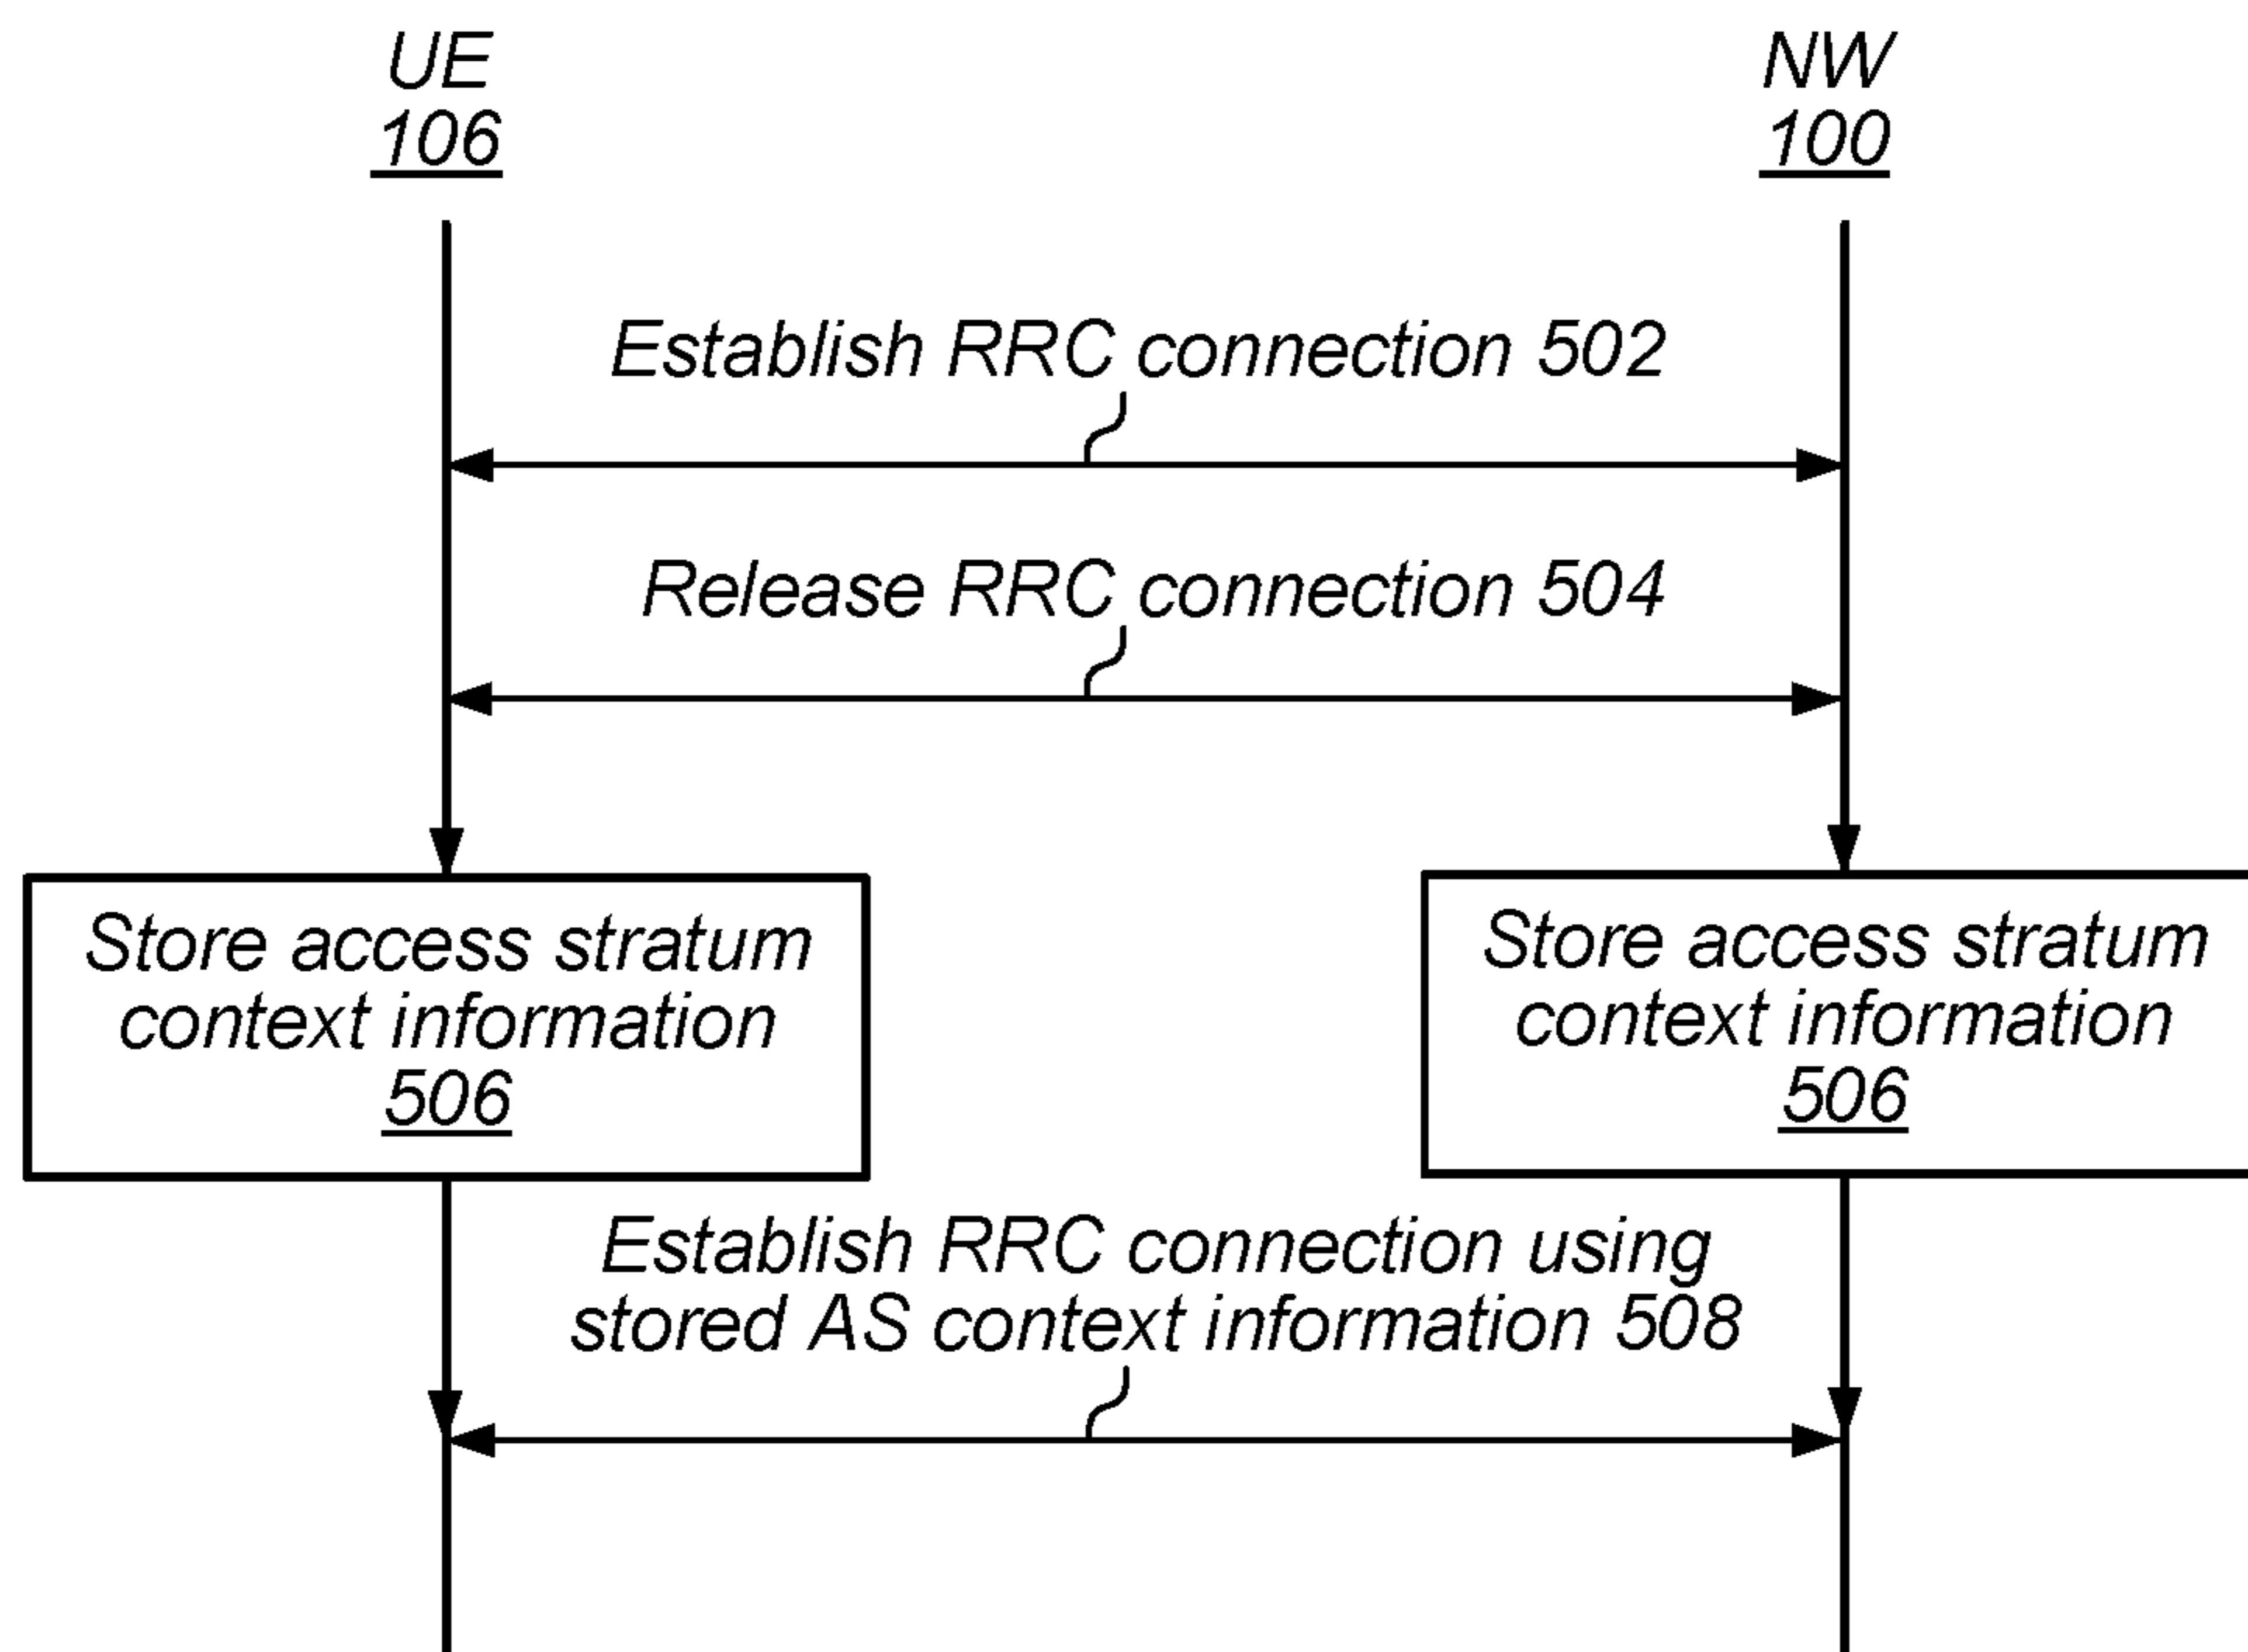 UE
106
NW
100
Establish RRC connection 502
Release RRC connection 504
Store access stratum
context information
506
Store access stratum
context information
506
Establish RRC connection using
stored AS context information 508